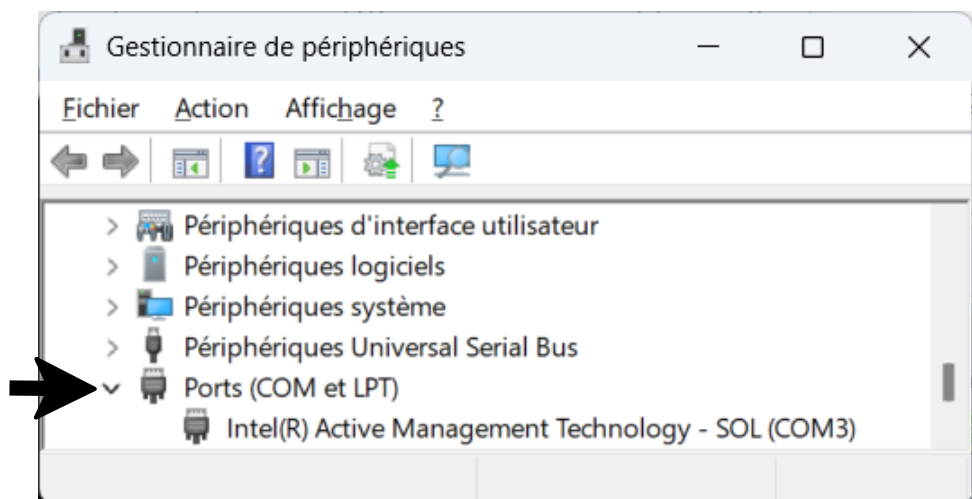 Gestionnaire de périphériques
Fichier Action Affichage ?
Périphériques d'interface utilisateur
Périphériques logiciels
Périphériques système
Périphériques Universal Serial Bus
Ports (COM et LPT)
Intel(R) Active Management Technology - SOL (COM3)